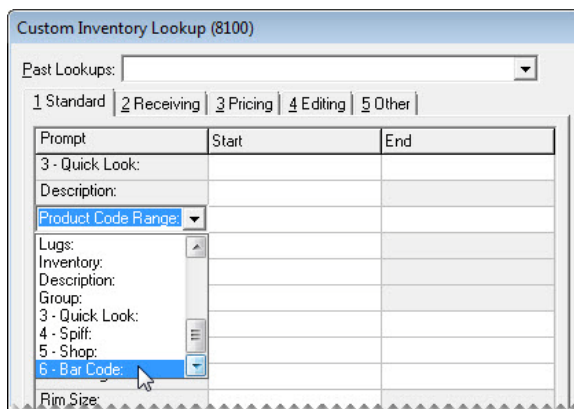 Custom Inventory Lookup (8100)
Past Lookups:
1 Standard 2 Receiving 3 Pricing 4 Editing 5 Other
Prompt Start End
3 - Quick Look:
Description:
Product Code Range:
Lugs:
Inventory:
Description:
Group:
3 - Quick Look:
4 - Spiff:
5 - Shop:
6 - Bar Code:
Rim Size: